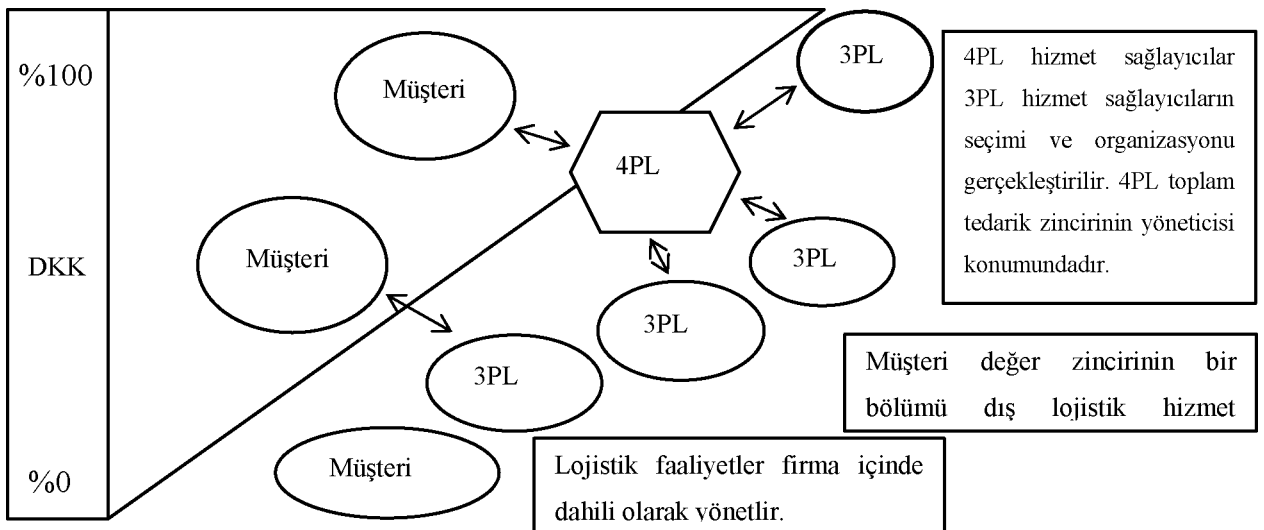 %100
DKK
%0
Müşteri
3PL
4PL
Müşteri
3PL
3PL
3PL
Müşteri
4PL hizmet sağlayıcılar
3PL hizmet sağlayıcıların
seçimi ve organizasyonu
gerçekleştirilir. 4PL toplam
tedarik zincirinin yöneticisi
konumundadır.
Müşteri değer zincirinin bir
bölümü dış lojistik hizmet
Lojistik faaliyetler firma içinde
dahili olarak yönetlir.